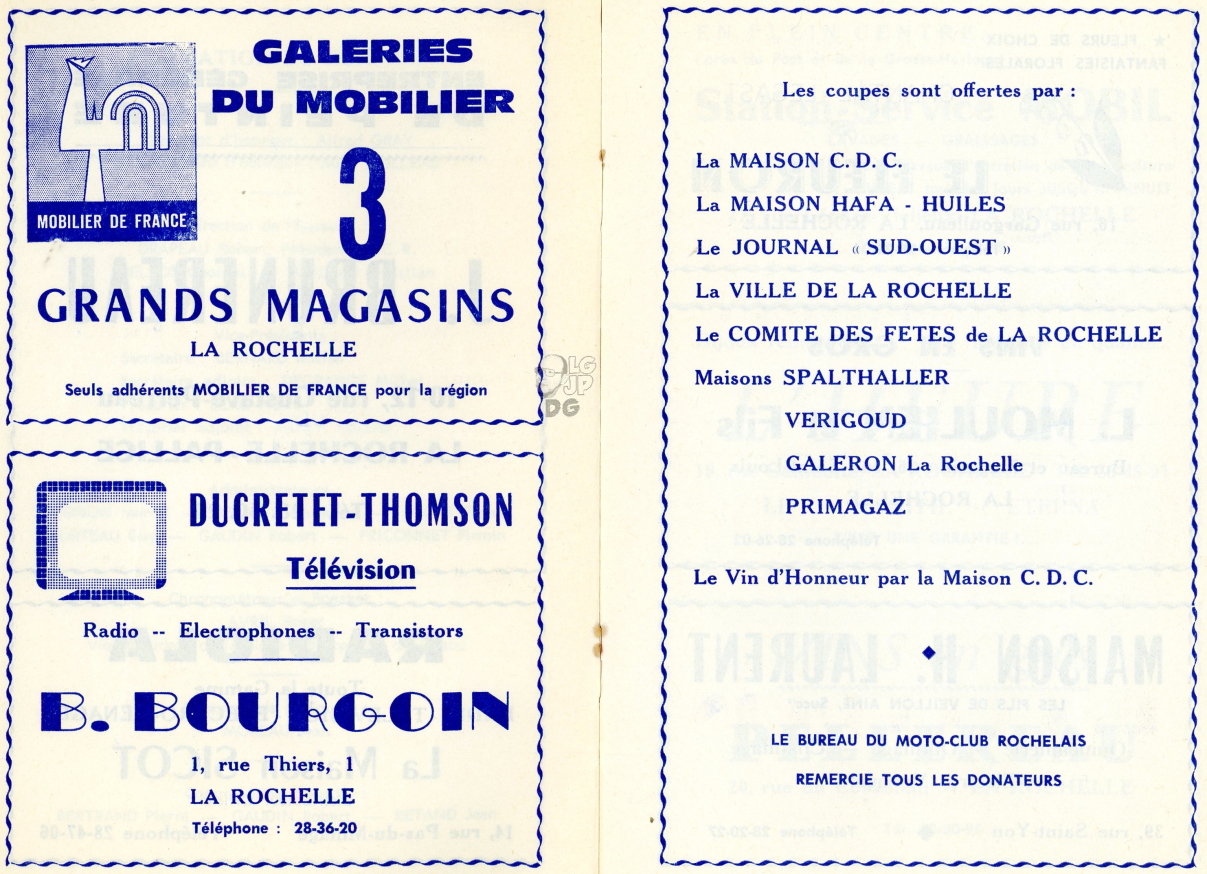 GALERIES
DU MOBILIER
MOBILIER DE FRANCE
3
GRANDS MAGASINS
LA ROCHELLE
Seuls adhérents MOBILIER DE FRANCE pour la région
DUCRETET-THOMSON
Télévision
Radio -- Electrophones -- Transistors
B. BOURGOIN
1, rue Thiers, 1
LA ROCHELLE
Téléphone : 28-36-20
LG
JP
DG
Les coupes sont offertes par :
La MAISON C. D. C.
La MAISON HAFA - HUILES
Le JOURNAL « SUD-OUEST »
La VILLE DE LA ROCHELLE
Le COMITE DES FETES de LA ROCHELLE
Maisons SPALTHALLER
VERIGOUD
GALERON La Rochelle
PRIMAGAZ
Le Vin d'Honneur par la Maison C. D. C.
LE BUREAU DU MOTO-CLUB ROCHELAIS
REMERCIE TOUS LES DONATEURS